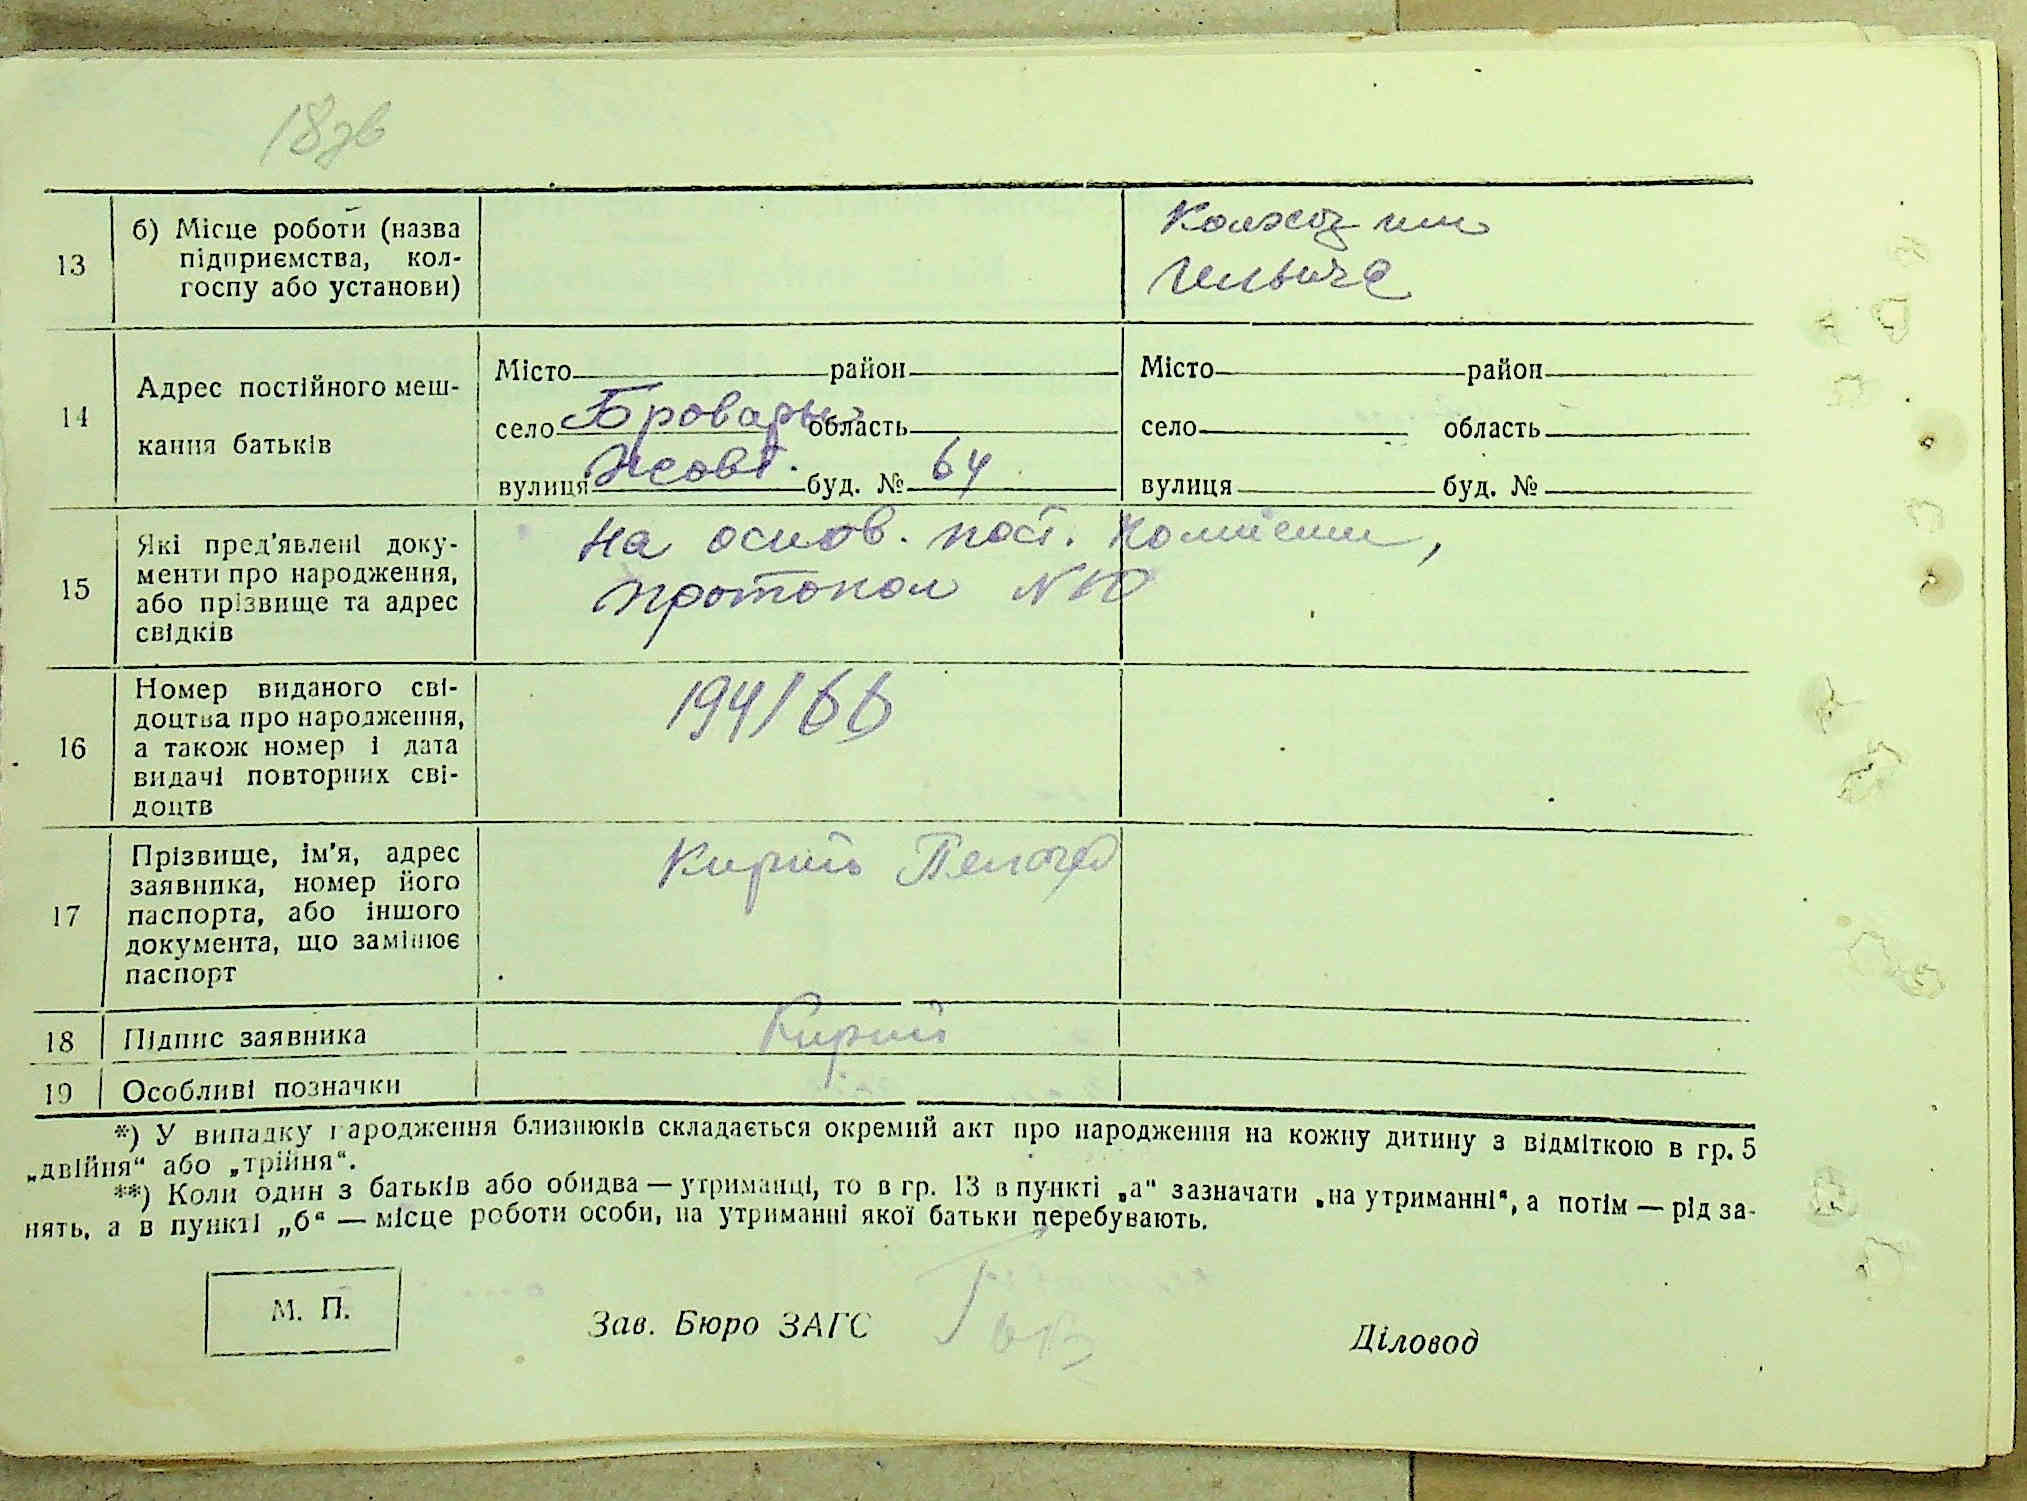 18зв
13
б) Місце роботи (назва
підприємства, кол-
госпу або установи)
Колхоз им
Ильича
14
Адрес постійного меш-
кання батьків
Місто район
село Бровары область
вулиця Жовт. буд. № 64
Місто район
село область
вулиця буд. №
15
Які пред'явлені доку-
менти про народження,
або прізвище та адрес
свідків
На основ. пост. Комисии,
протокол N 10
16
Номер виданого сві-
доцтва про народження,
а також номер і дата
видачі повторних сві-
доцтв
194/66
17
Прізвище, ім'я, адрес
заявника, номер його
паспорта, або іншого
документа, що замінює
паспорт
Кирий
18
Підпис заявника
Кирий
19
Особливі позначки
*) У випадку народження близнюків складається окремий акт про народження на кожну дитину з відміткою в гр. 5
„двійня“ або „трійня“.
**) Коли один з батьків або обидва — утриманці, то в гр. 13 в пункті „а“ зазначати „на утриманні“, а потім — рід за-
нять, а в пункті „б“ — місце роботи особи, на утриманні якої батьки перебувають.
М. П.
Зав. Бюро ЗАГС
Діловод